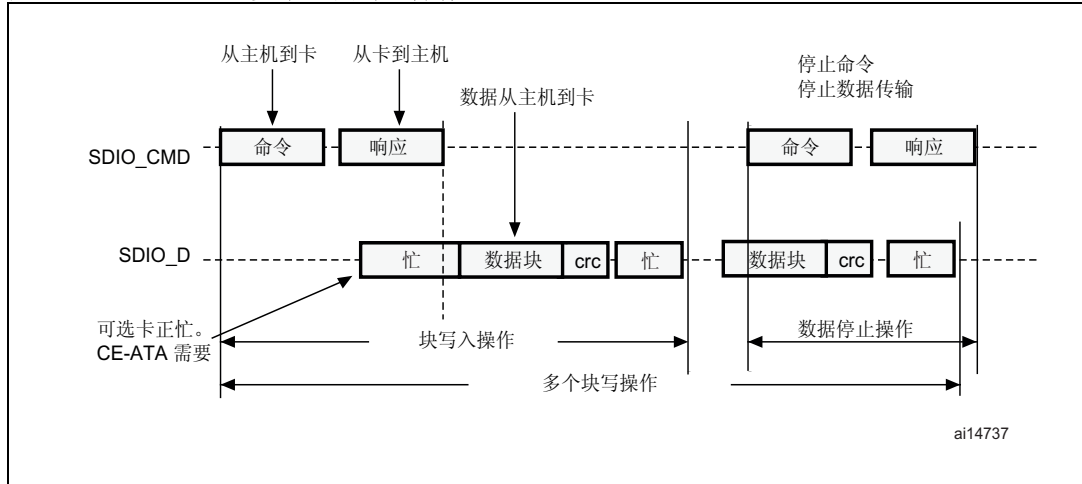 从主机到卡
从卡到主机
停止命令
停止数据传输
数据从主机到卡
SDIO_CMD
命令
响应
命令
响应
SDIO_D
忙
数据块
crc
忙
数据块
crc
忙
可选卡正忙。
CE-ATA 需要
块写入操作
数据停止操作
多个块写操作
ai14737